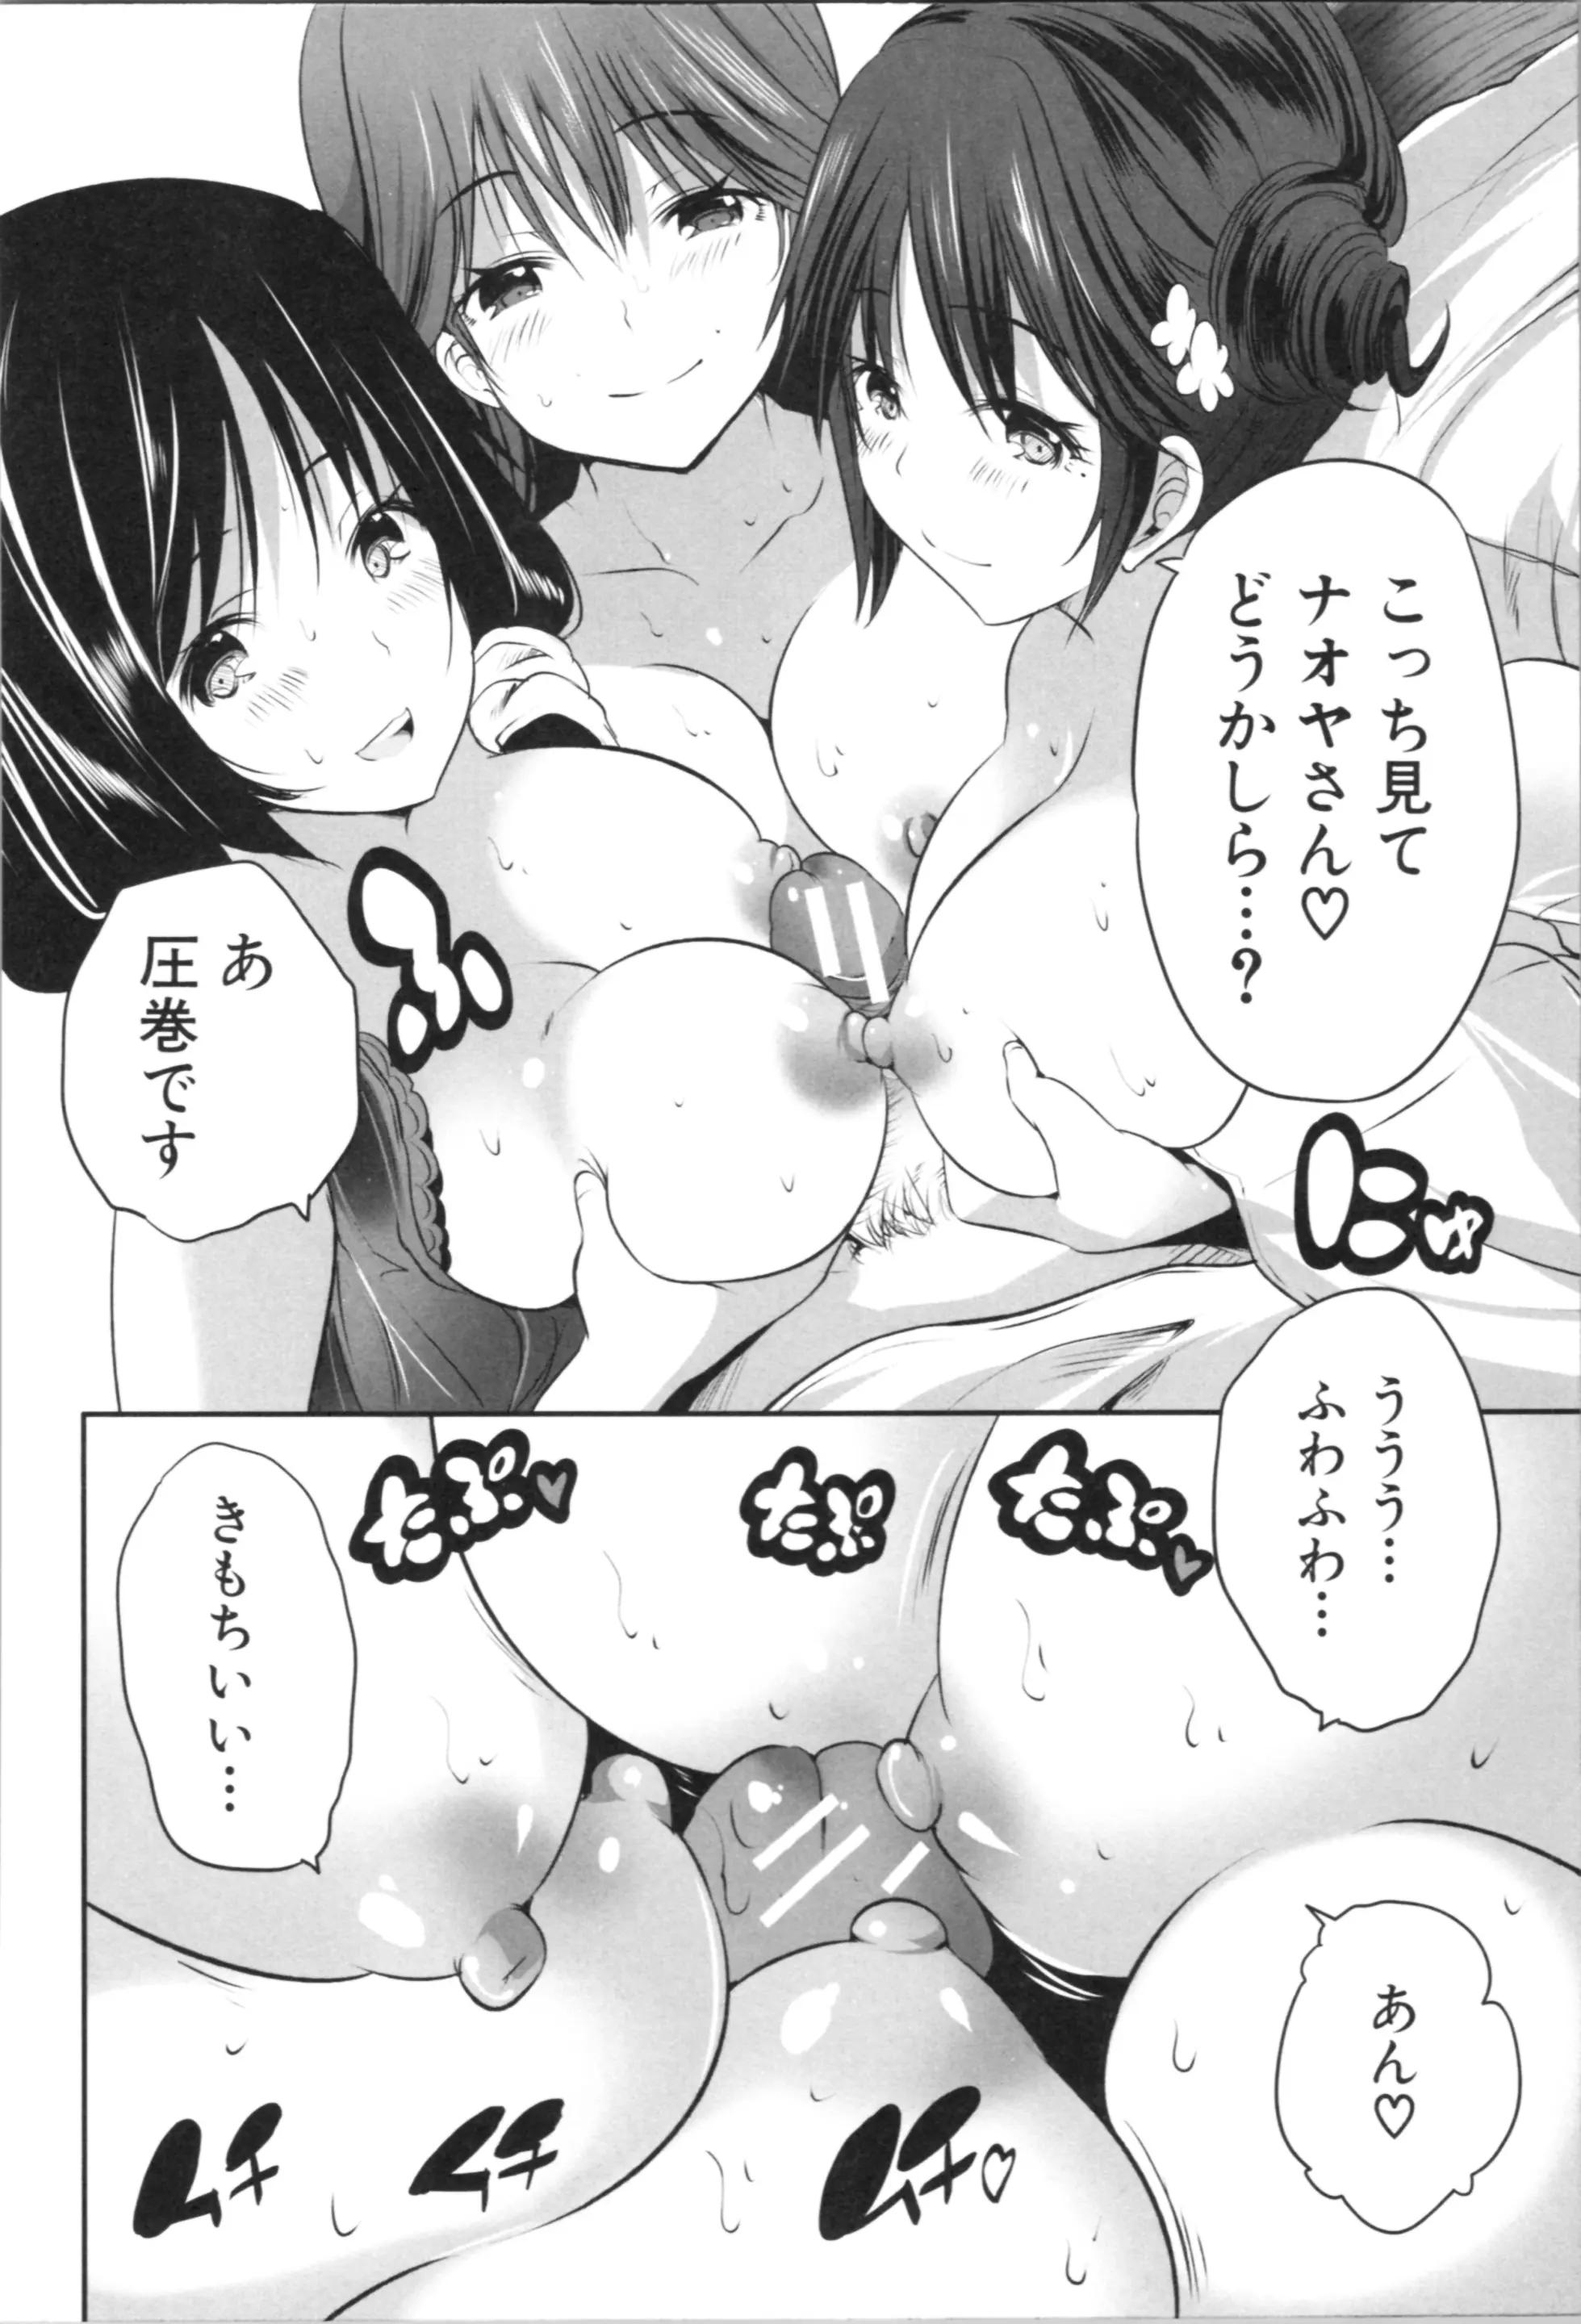 こっち見て
ナオヤさん♡
どうかしら…?
ふふ
あ
圧巻です
にゅ
ううう…
ふわふわ…
たぷ♥
たぷ
たぷ♥
きもちいい…
あん♡
ムチ♡
ムチ
ムチ